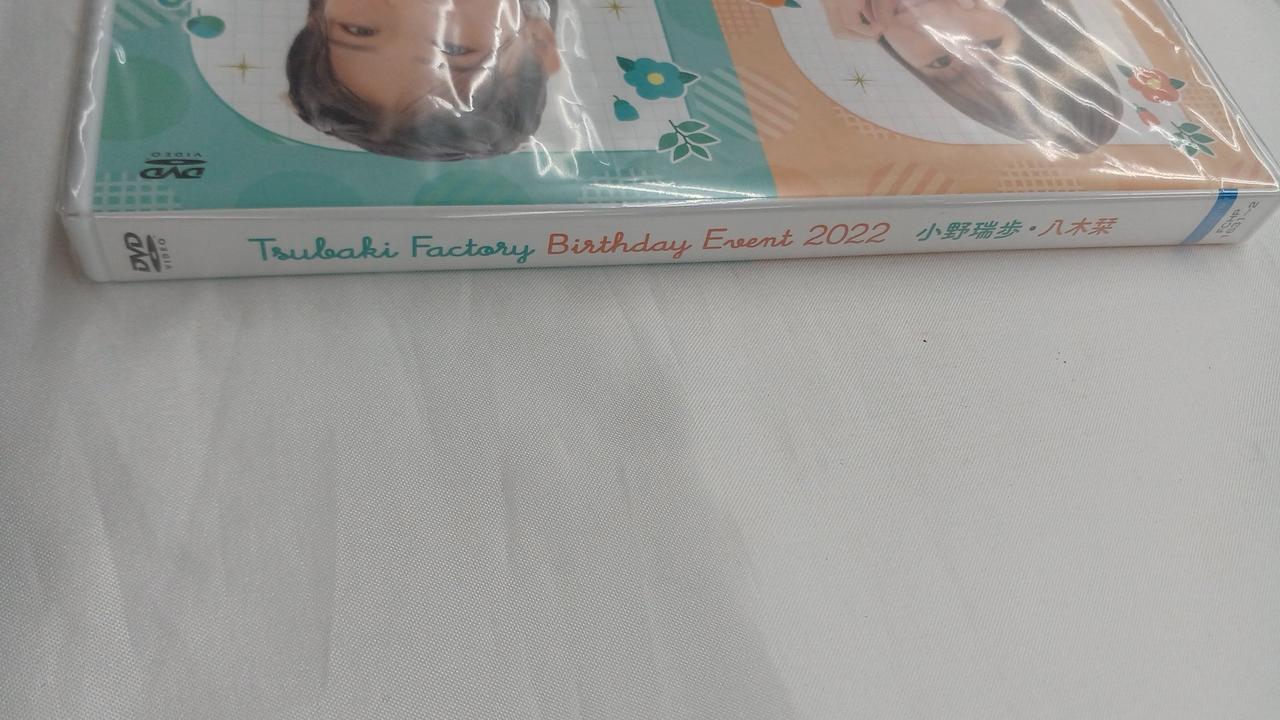 DVD
VIDEO
DVD
VIDEO
Tsubaki Factory Birthday Event 2022 小野瑞歩・八木栞